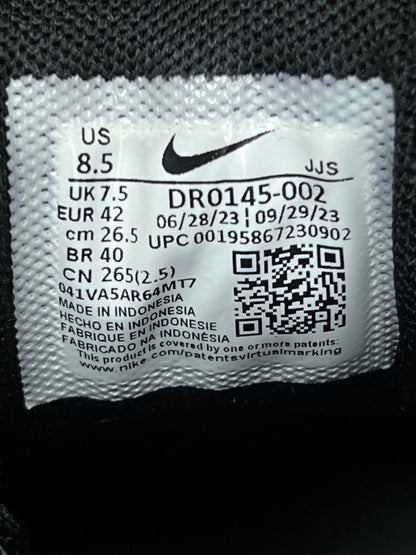 US
8.5
JJS
UK 7.5
DR0145-002
EUR 42
06/28/23 | 09/29/23
cm 26.5
UPC 00195867230902
BR 40
CN 265(2.5)
041VA5AR64MT7
MADE IN INDONESIA
HECHO EN INDONESIA
FABRIQUE EN INDONESIE
FABRICADO NA INDONÉSIA
This product is covered by one or more patents. See
www.nike.com/patentsvirtualmarking